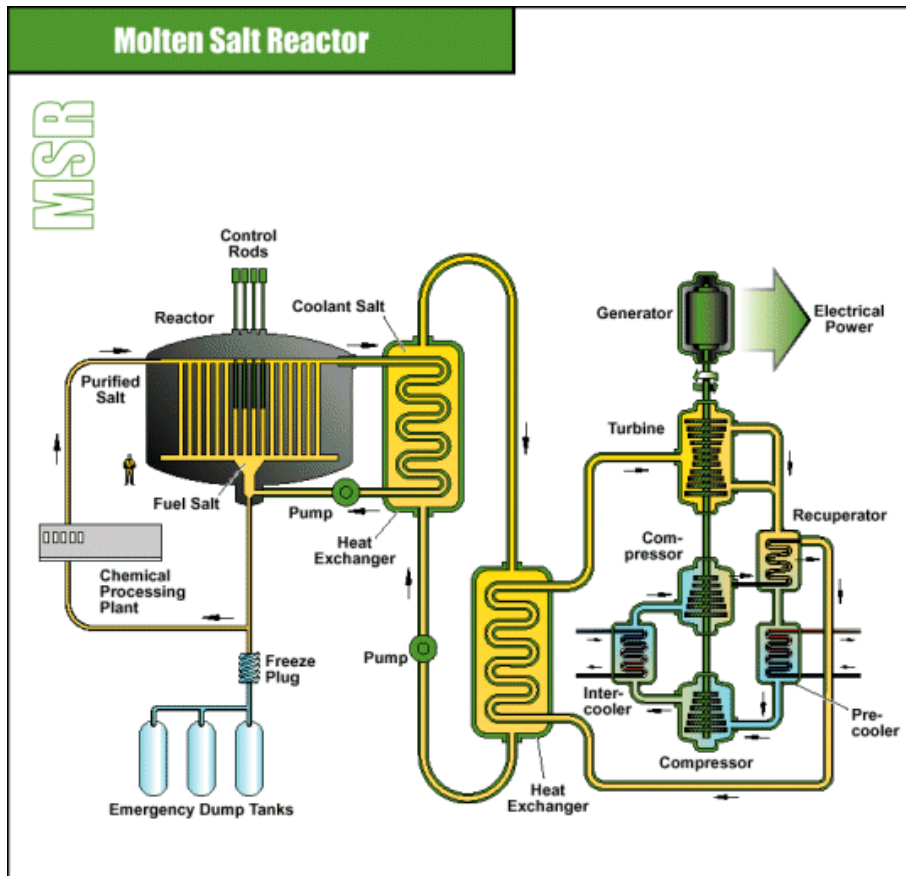 Molten Salt Reactor
MSR
Control
Rods
Reactor
Coolant Salt
Purified
Salt
Fuel Salt
Pump
Heat
Exchanger
Chemical
Processing
Plant
Freeze
Plug
Emergency Dump Tanks
Pump
Heat
Exchanger
Generator
Electrical
Power
Turbine
Recuperator
Com-
pressor
Inter-
cooler
Pre-
cooler
Compressor